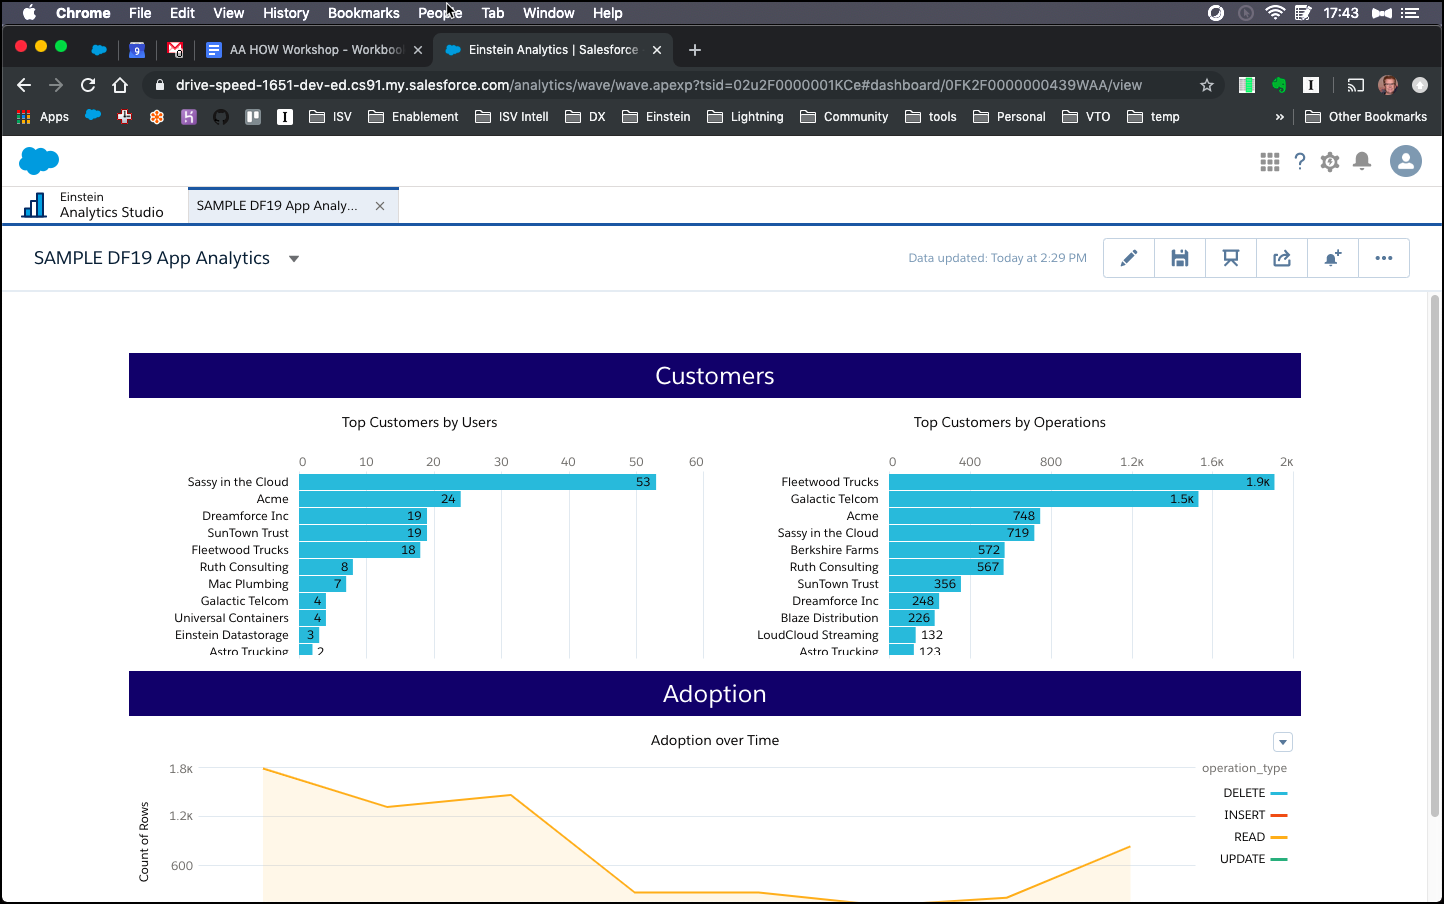 Chrome File Edit View History Bookmarks People Tab Window Help 17:43
9 0 AA HOW Workshop - Workboo Einstein Analytics | Salesforce
drive-speed-1651-dev-ed.cs91.my.salesforce.com/analytics/wave/wave.apexp?tsid=02u2F0000001KCe#dashboard/0FK2F0000000439WAA/view
Apps ISV Enablement ISV Intell DX Einstein Lightning Community tools Personal VTO temp » Other Bookmarks
Einstein
Analytics Studio
SAMPLE DF19 App Analy...
SAMPLE DF19 App Analytics
Data updated: Today at 2:29 PM
Customers
Top Customers by Users
0 10 20 30 40 50 60
Sassy in the Cloud 53
Acme 24
Dreamforce Inc 19
SunTown Trust 19
Fleetwood Trucks 18
Ruth Consulting 8
Mac Plumbing 7
Galactic Telcom 4
Universal Containers 4
Einstein Datastorage 3
Astro Trucking 2
Top Customers by Operations
0 400 800 1.2K 1.6K 2K
Fleetwood Trucks 1.9K
Galactic Telcom 1.5K
Acme 748
Sassy in the Cloud 719
Berkshire Farms 572
Ruth Consulting 567
SunTown Trust 356
Dreamforce Inc 248
Blaze Distribution 226
LoudCloud Streaming 132
Astro Trucking 123
Adoption
Adoption over Time
Count of Rows
1.8K
1.2K
600
operation_type
DELETE
INSERT
READ
UPDATE